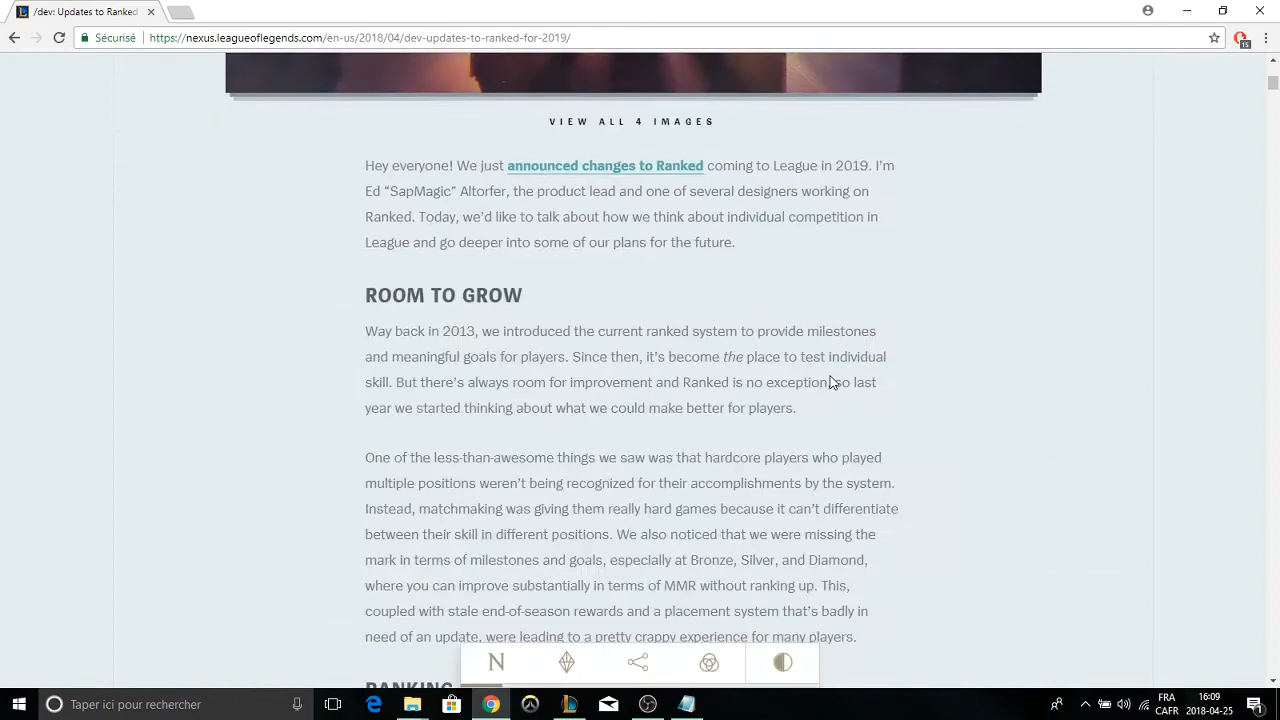 /dev: Updates to Ranked
Sécurisé
https://nexus.leagueoflegends.com/en-us/2018/04/dev-updates-to-ranked-for-2019/
15
VIEW ALL 4 IMAGES
Hey everyone! We just announced changes to Ranked coming to League in 2019. I’m
Ed “SapMagic” Altorfer, the product lead and one of several designers working on
Ranked. Today, we’d like to talk about how we think about individual competition in
League and go deeper into some of our plans for the future.
ROOM TO GROW
Way back in 2013, we introduced the current ranked system to provide milestones
and meaningful goals for players. Since then, it’s become the place to test individual
skill. But there’s always room for improvement and Ranked is no exception, so last
year we started thinking about what we could make better for players.
One of the less-than-awesome things we saw was that hardcore players who played
multiple positions weren’t being recognized for their accomplishments by the system.
Instead, matchmaking was giving them really hard games because it can’t differentiate
between their skill in different positions. We also noticed that we were missing the
mark in terms of milestones and goals, especially at Bronze, Silver, and Diamond,
where you can improve substantially in terms of MMR without ranking up. This,
coupled with stale end-of-season rewards and a placement system that’s badly in
need of an update, were leading to a pretty crappy experience for many players.
RANKING
N
Taper ici pour rechercher
FRA
CAFR
16:09
2018-04-25
1